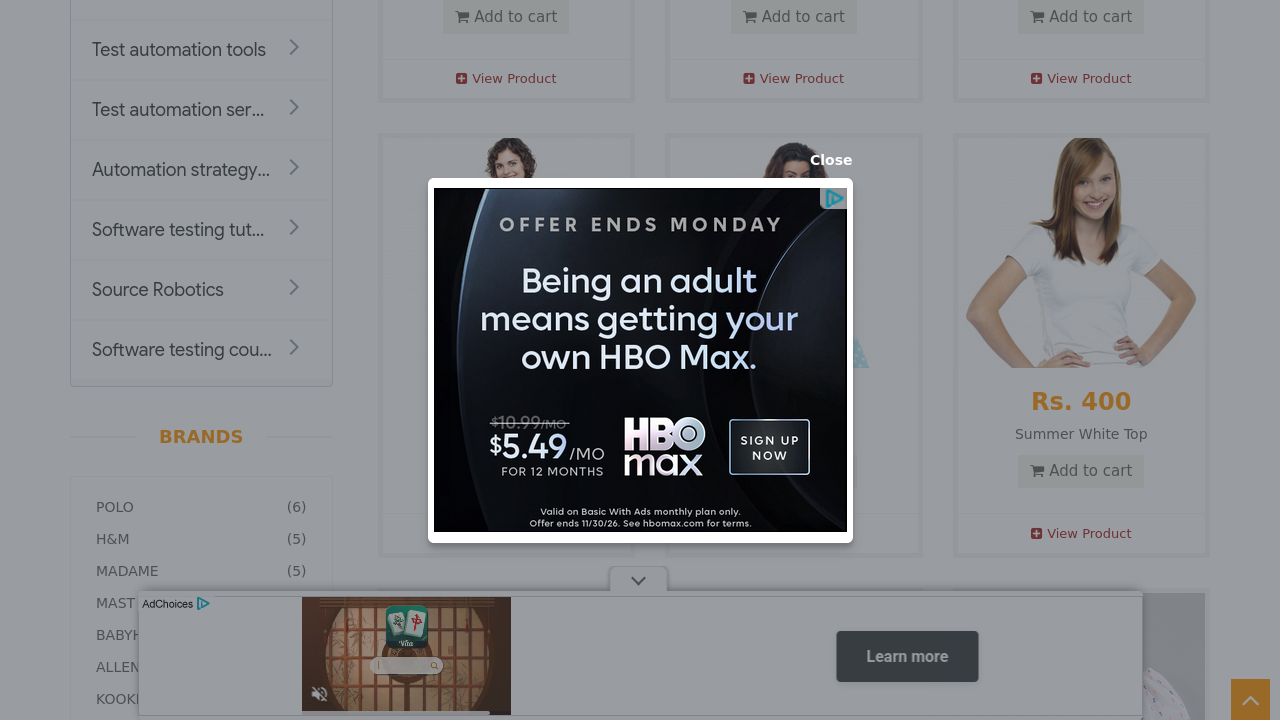 Add to cart
Add to cart
Add to cart
Test automation tools
View Product
View Product
View Product
Test automation ser...
Automation strategy...
Software testing tut...
Source Robotics
Software testing cou...
Close
OFFER ENDS MONDAY
Being an adult
means getting your
own HBO Max.
$10.99/MO
$5.49/MO
FOR 12 MONTHS
HBO
max
SIGN UP
NOW
Valid on Basic With Ads monthly plan only.
Offer ends 11/30/26. See hbomax.com for terms.
Rs. 400
Summer White Top
Add to cart
View Product
BRANDS
POLO (6)
H&M (5)
MADAME (5)
MAST
BABYH
ALLEN
KOOKI
AdChoices
Vita
Learn more